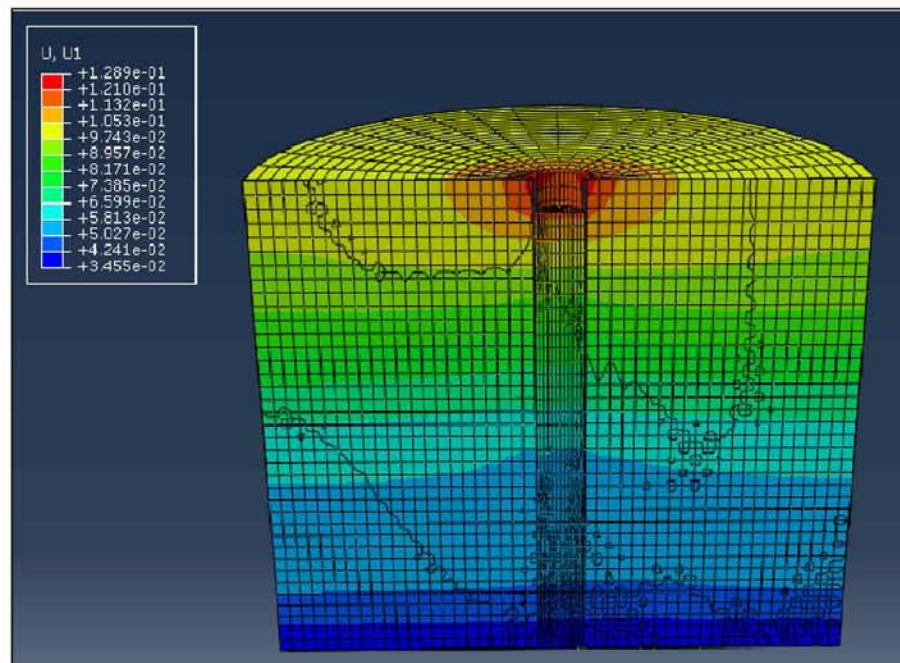 U, U1
+1.289e-01
+1.210e-01
+1.132e-01
+1.053e-01
+9.743e-02
+8.957e-02
+8.171e-02
+7.385e-02
+6.599e-02
+5.813e-02
+5.027e-02
+4.241e-02
+3.455e-02